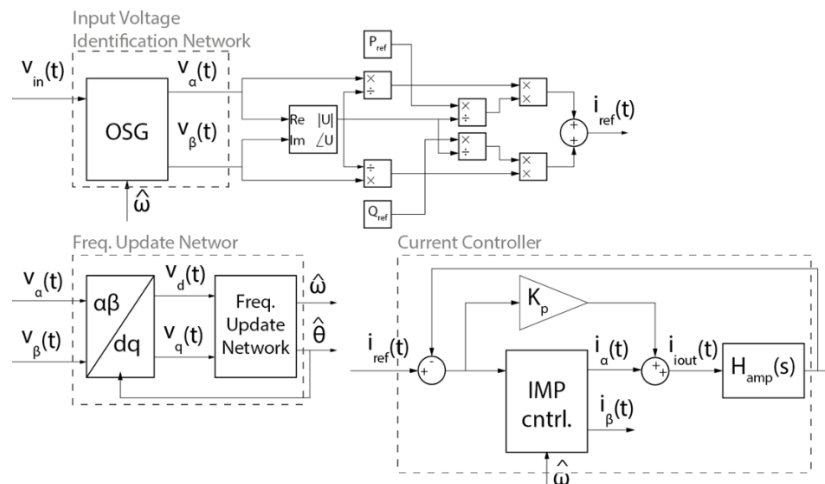 Input Voltage
Identification Network
v_in(t)
v_α(t)
v_β(t)
OSG
ω̂
Re |U|
Im ∠U
P_ref
Q_ref
×
÷
÷
×
×
÷
×
÷
×
×
×
×
+
+
i_ref(t)
Freq. Update Networ
v_α(t)
v_β(t)
αβ
dq
v_d(t)
v_q(t)
Freq.
Update
Network
ω̂
θ̂
Current Controller
i_ref(t)
+
-
K_p
IMP
cntrl.
ω̂
i_α(t)
i_β(t)
+
+
i_iout(t)
H_amp(s)